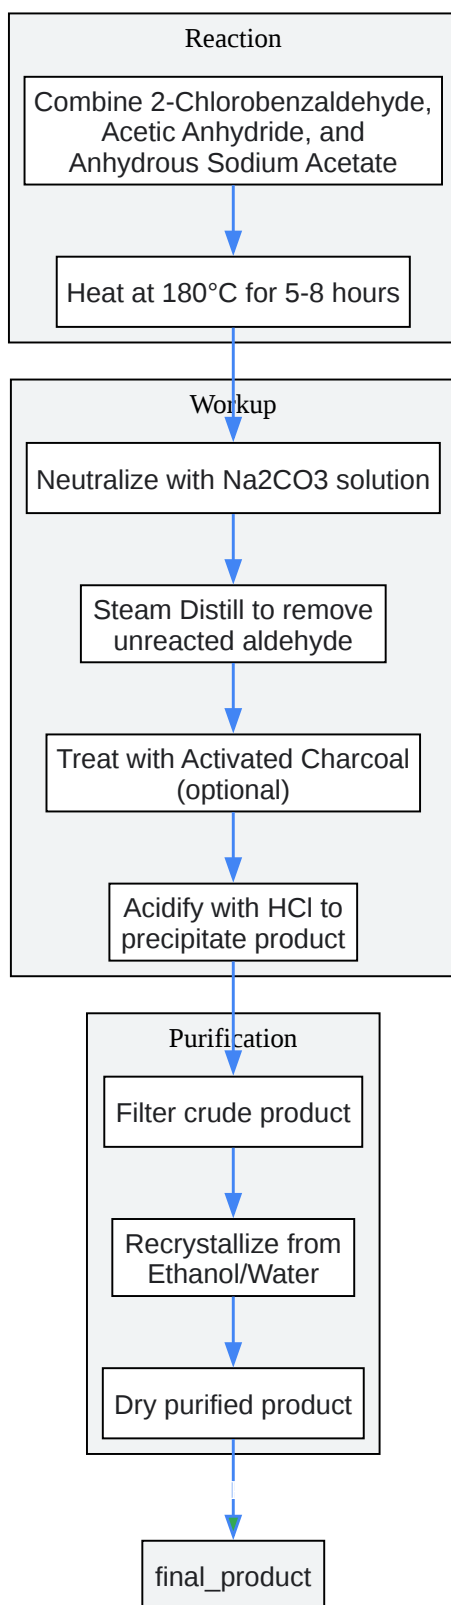 Reaction
Combine 2-Chlorobenzaldehyde,
Acetic Anhydride, and
Anhydrous Sodium Acetate
Heat at 180°C for 5-8 hours
Workup
Neutralize with Na2CO3 solution
Steam Distill to remove
unreacted aldehyde
Treat with Activated Charcoal
(optional)
Acidify with HCl to
precipitate product
Purification
Filter crude product
Recrystallize from
Ethanol/Water
Dry purified product
final_product